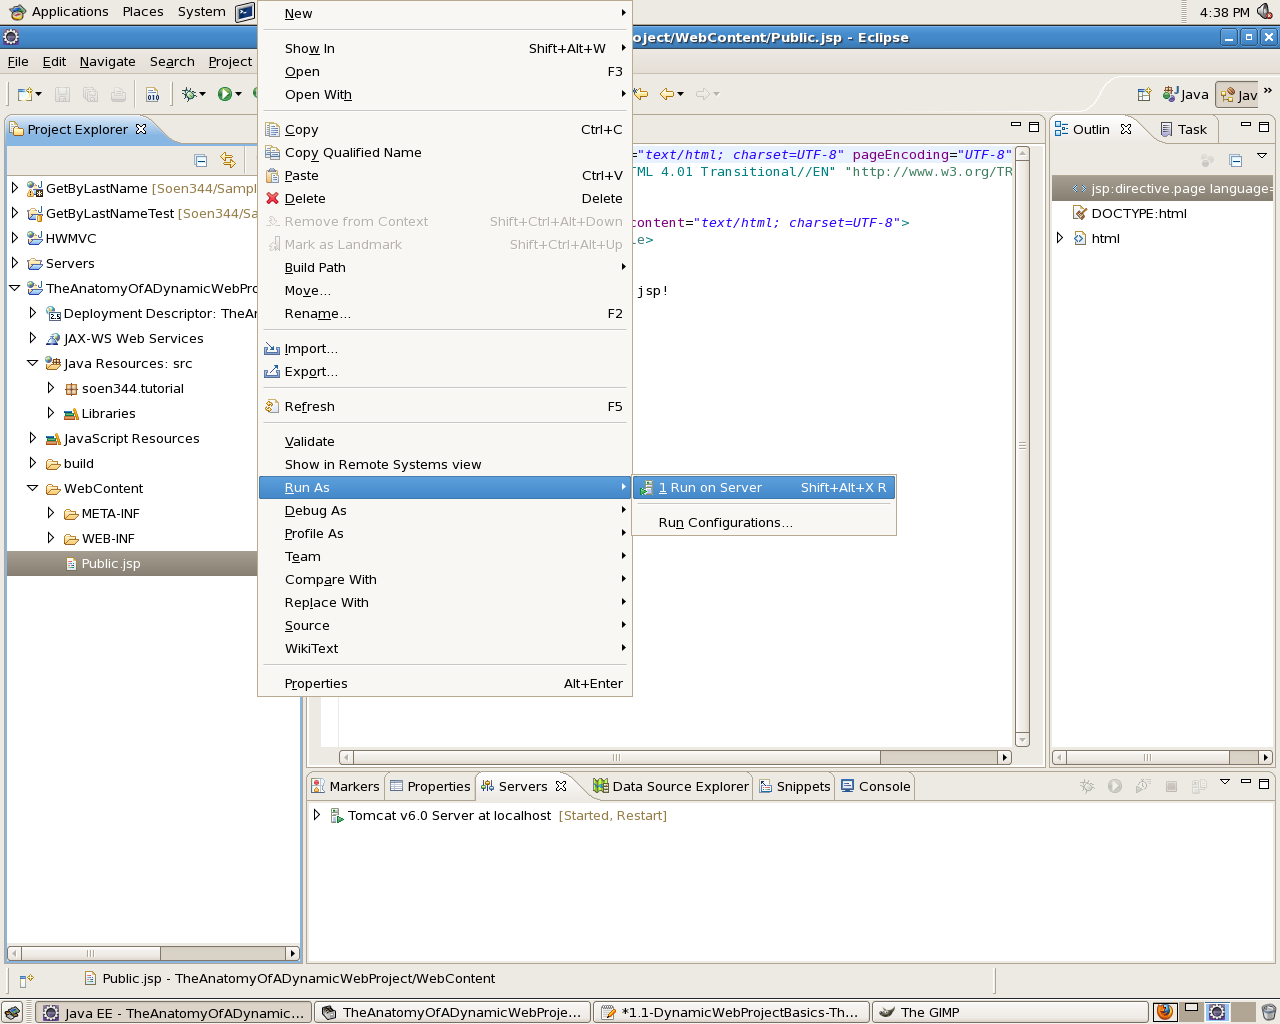 Applications Places System
4:38 PM
oject/WebContent/Public.jsp - Eclipse
File Edit Navigate Search Project
Java
Jav
»
Project Explorer
GetByLastName [Soen344/Sampl
GetByLastNameTest [Soen344/Sa
HWMVC
Servers
TheAnatomyOfADynamicWebPro
Deployment Descriptor: TheAn
JAX-WS Web Services
Java Resources: src
soen344.tutorial
Libraries
JavaScript Resources
build
WebContent
META-INF
WEB-INF
Public.jsp
New
Show In Shift+Alt+W
Open F3
Open With
Copy Ctrl+C
Copy Qualified Name
Paste Ctrl+V
Delete Delete
Remove from Context Shift+Ctrl+Alt+Down
Mark as Landmark Shift+Ctrl+Alt+Up
Build Path
Move...
Rename... F2
Import...
Export...
Refresh F5
Validate
Show in Remote Systems view
Run As
Debug As
Profile As
Team
Compare With
Replace With
Source
WikiText
Properties Alt+Enter
1 Run on Server Shift+Alt+X R
Run Configurations...
="text/html; charset=UTF-8" pageEncoding="UTF-8"
TML 4.01 Transitional//EN" "http://www.w3.org/TR
content="text/html; charset=UTF-8">
le>
jsp!
Outlin
Task
jsp:directive.page language=
DOCTYPE:html
html
Markers
Properties
Servers
Data Source Explorer
Snippets
Console
Tomcat v6.0 Server at localhost [Started, Restart]
Public.jsp - TheAnatomyOfADynamicWebProject/WebContent
Java EE - TheAnatomyOfADynamic...
TheAnatomyOfADynamicWebProje...
*1.1-DynamicWebProjectBasics-Th...
The GIMP